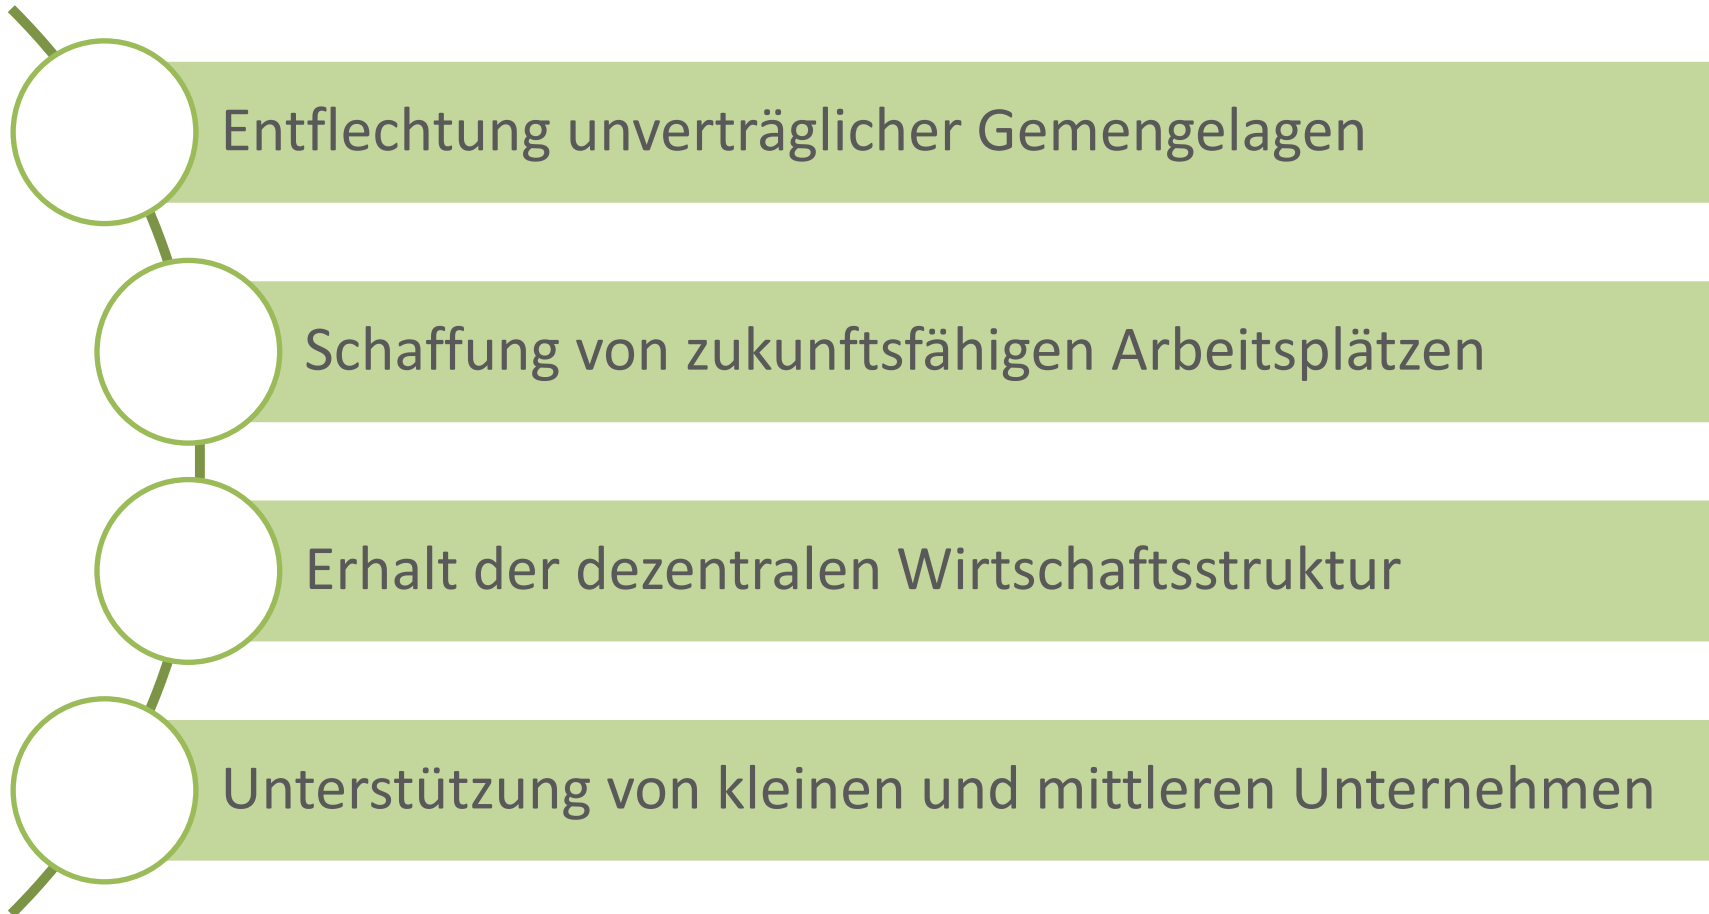 Entflechtung unverträglicher Gemengelagen
Schaffung von zukunftsfähigen Arbeitsplätzen
Erhalt der dezentralen Wirtschaftsstruktur
Unterstützung von kleinen und mittleren Unternehmen